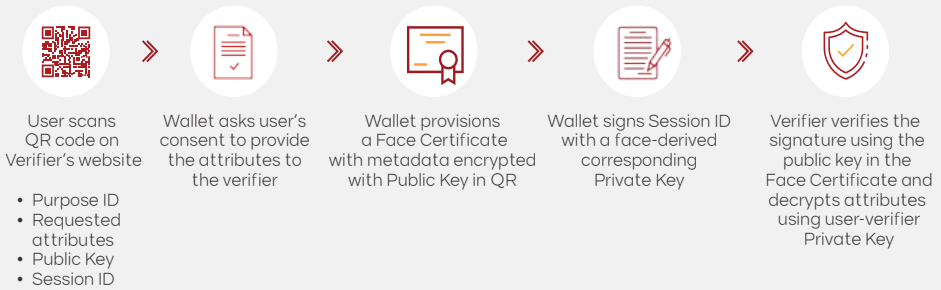 User scans
QR code on
Verifier's website
• Purpose ID
• Requested
attributes
• Public Key
• Session ID
Wallet asks user's
consent to provide
the attributes to
the verifier
Wallet provisions
a Face Certificate
with metadata encrypted
with Public Key in QR
Wallet signs Session ID
with a face-derived
corresponding
Private Key
Verifier verifies the
signature using the
public key in the
Face Certificate and
decrypts attributes
using user-verifier
Private Key